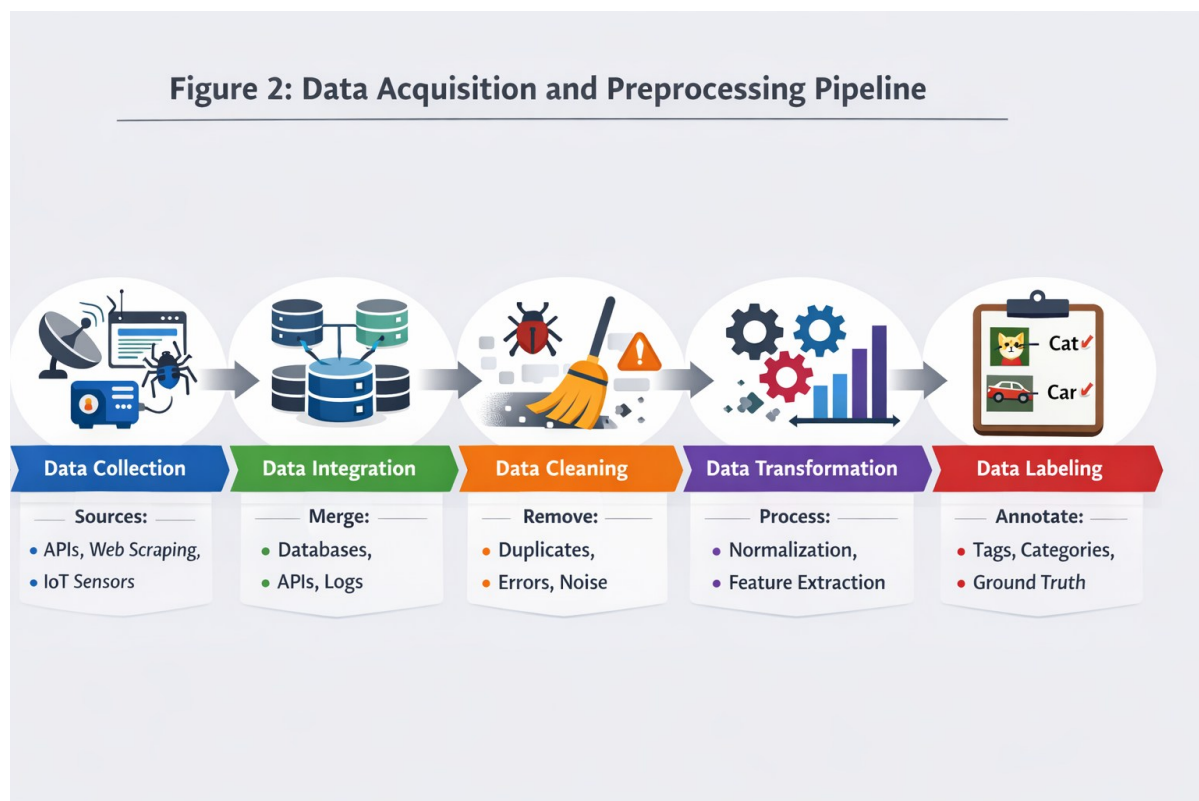 Figure 2: Data Acquisition and Preprocessing Pipeline
Cat
Car
Data Collection
Data Integration
Data Cleaning
Data Transformation
Data Labeling
Sources:
• APIs, Web Scraping,
• IoT Sensors
Merge:
• Databases,
• APIs, Logs
Remove:
• Duplicates,
• Errors, Noise
Process:
• Normalization,
• Feature Extraction
Annotate:
• Tags, Categories,
• Ground Truth